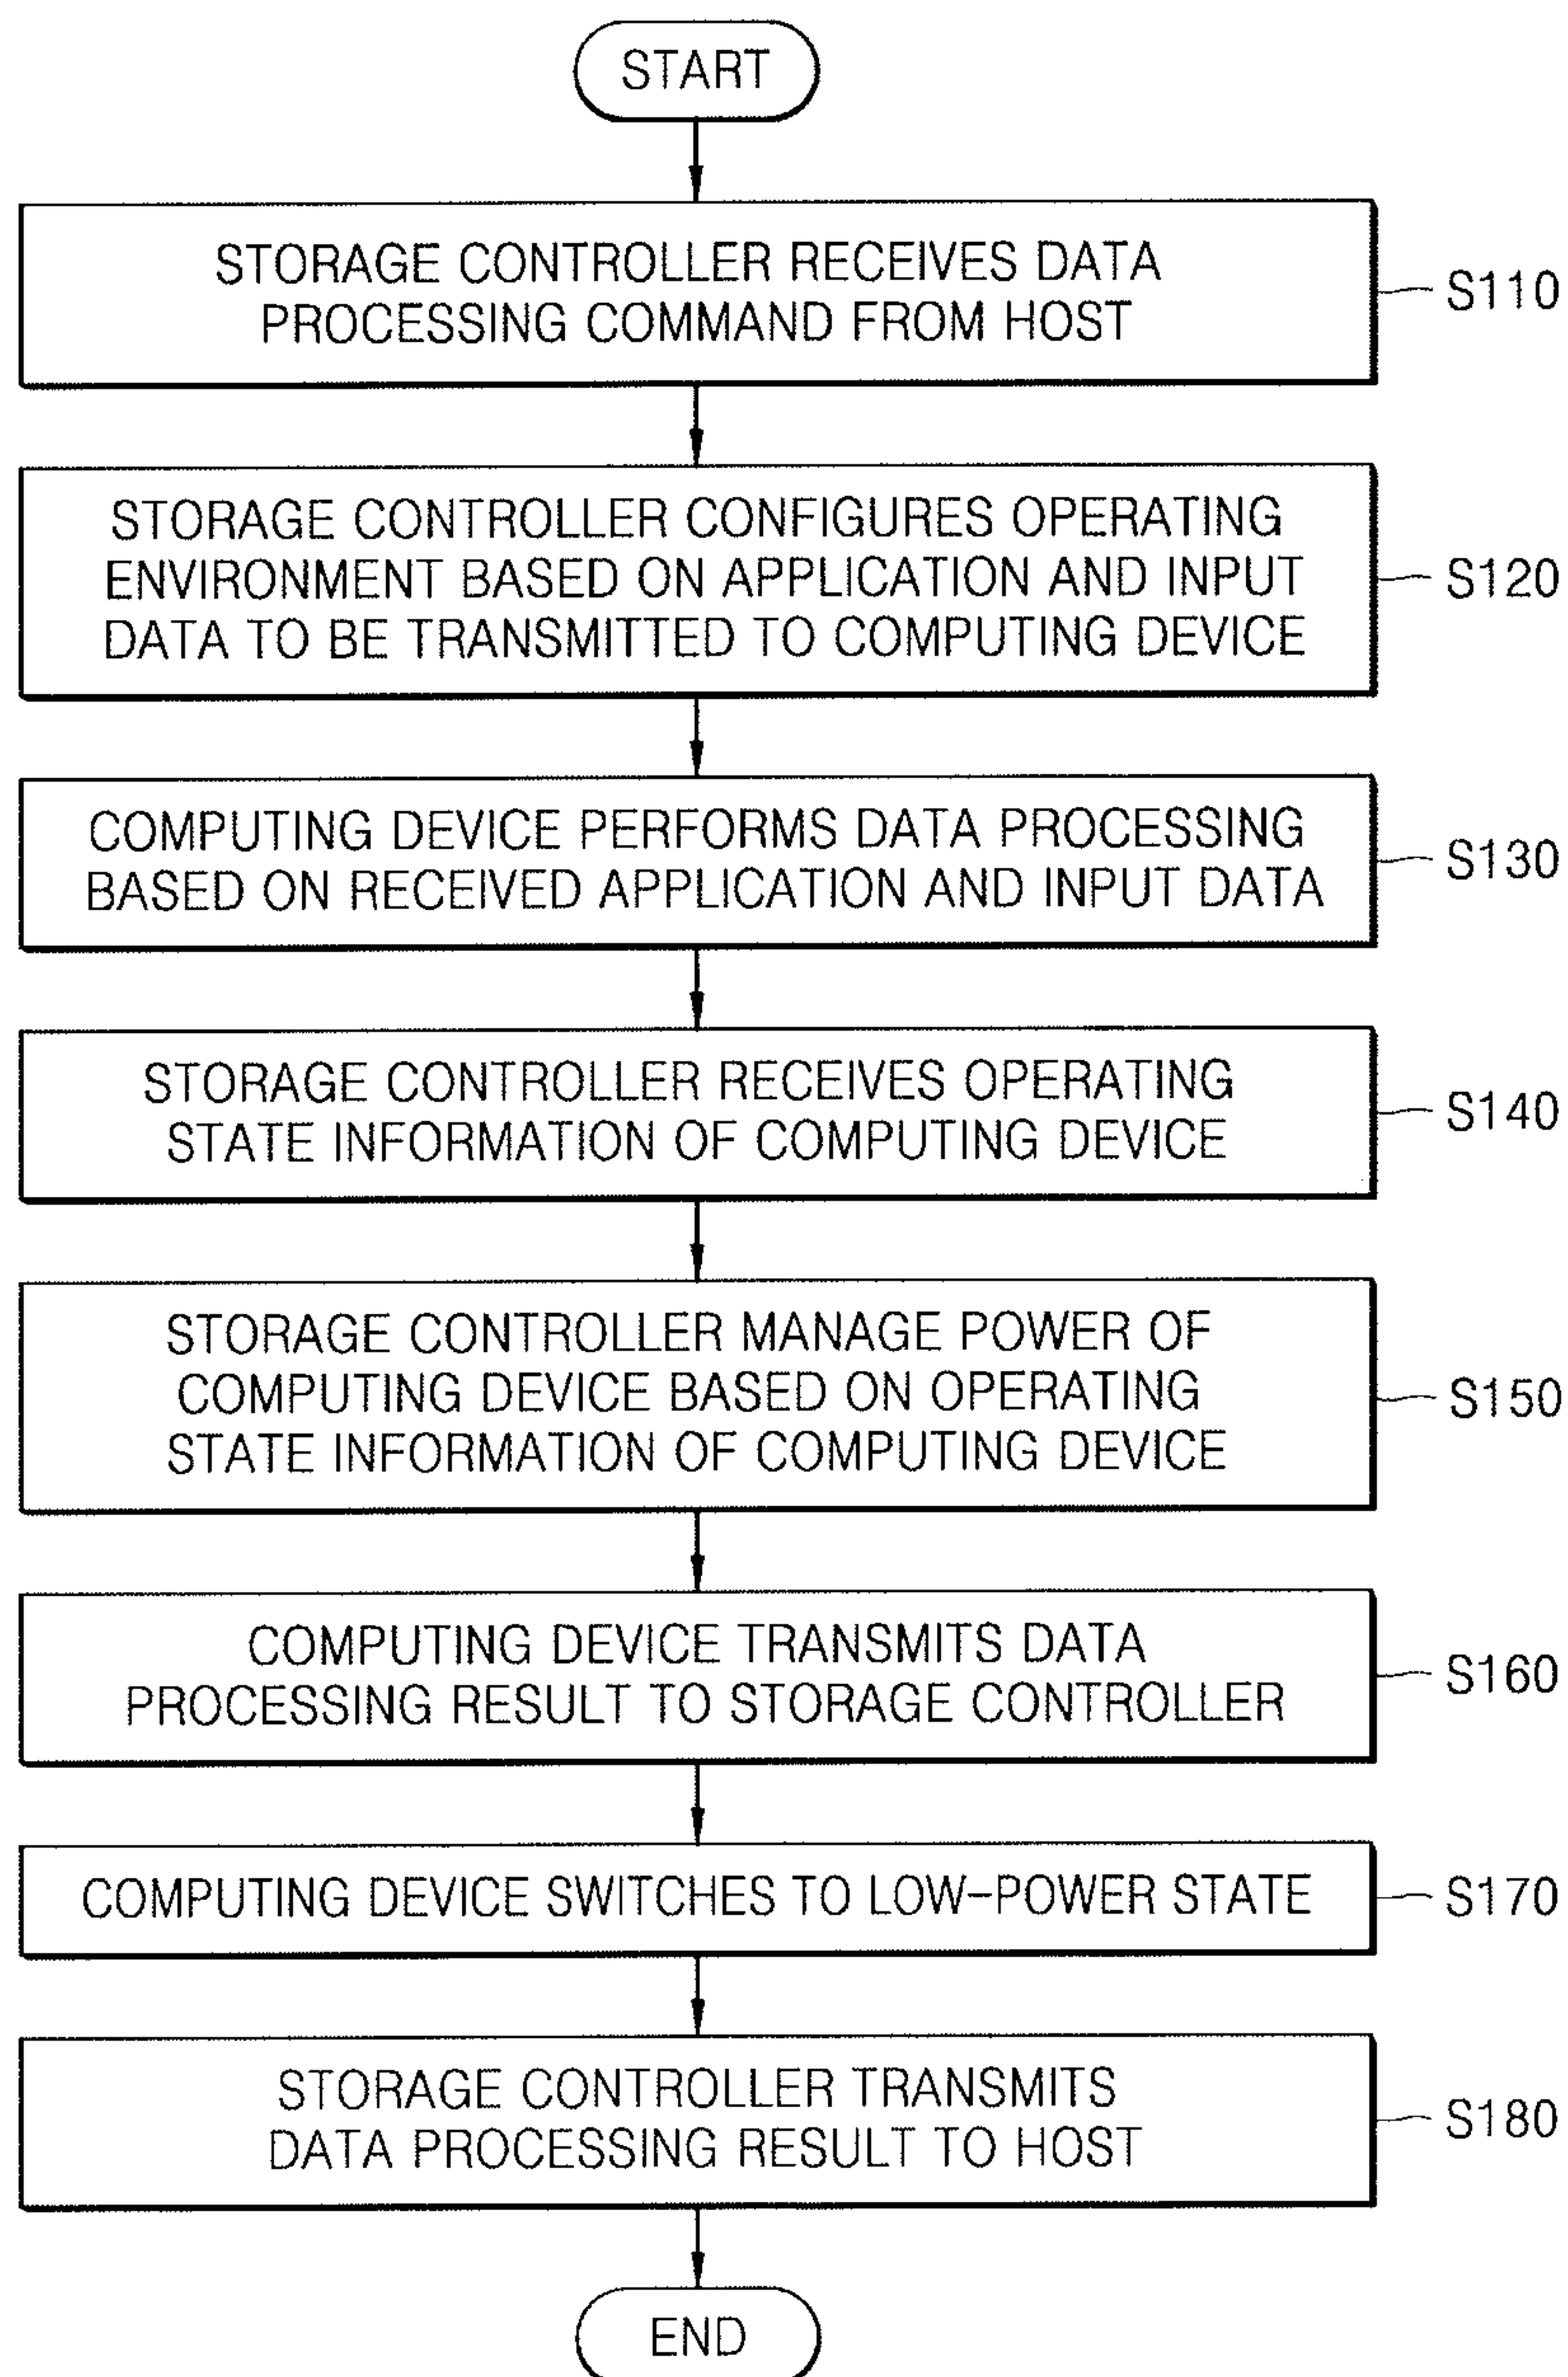 START
STORAGE CONTROLLER RECEIVES DATA
PROCESSING COMMAND FROM HOST
S110
STORAGE CONTROLLER CONFIGURES OPERATING
ENVIRONMENT BASED ON APPLICATION AND INPUT
DATA TO BE TRANSMITTED TO COMPUTING DEVICE
S120
COMPUTING DEVICE PERFORMS DATA PROCESSING
BASED ON RECEIVED APPLICATION AND INPUT DATA
S130
STORAGE CONTROLLER RECEIVES OPERATING
STATE INFORMATION OF COMPUTING DEVICE
S140
STORAGE CONTROLLER MANAGE POWER OF
COMPUTING DEVICE BASED ON OPERATING
STATE INFORMATION OF COMPUTING DEVICE
S150
COMPUTING DEVICE TRANSMITS DATA
PROCESSING RESULT TO STORAGE CONTROLLER
S160
COMPUTING DEVICE SWITCHES TO LOW-POWER STATE
S170
STORAGE CONTROLLER TRANSMITS
DATA PROCESSING RESULT TO HOST
S180
END